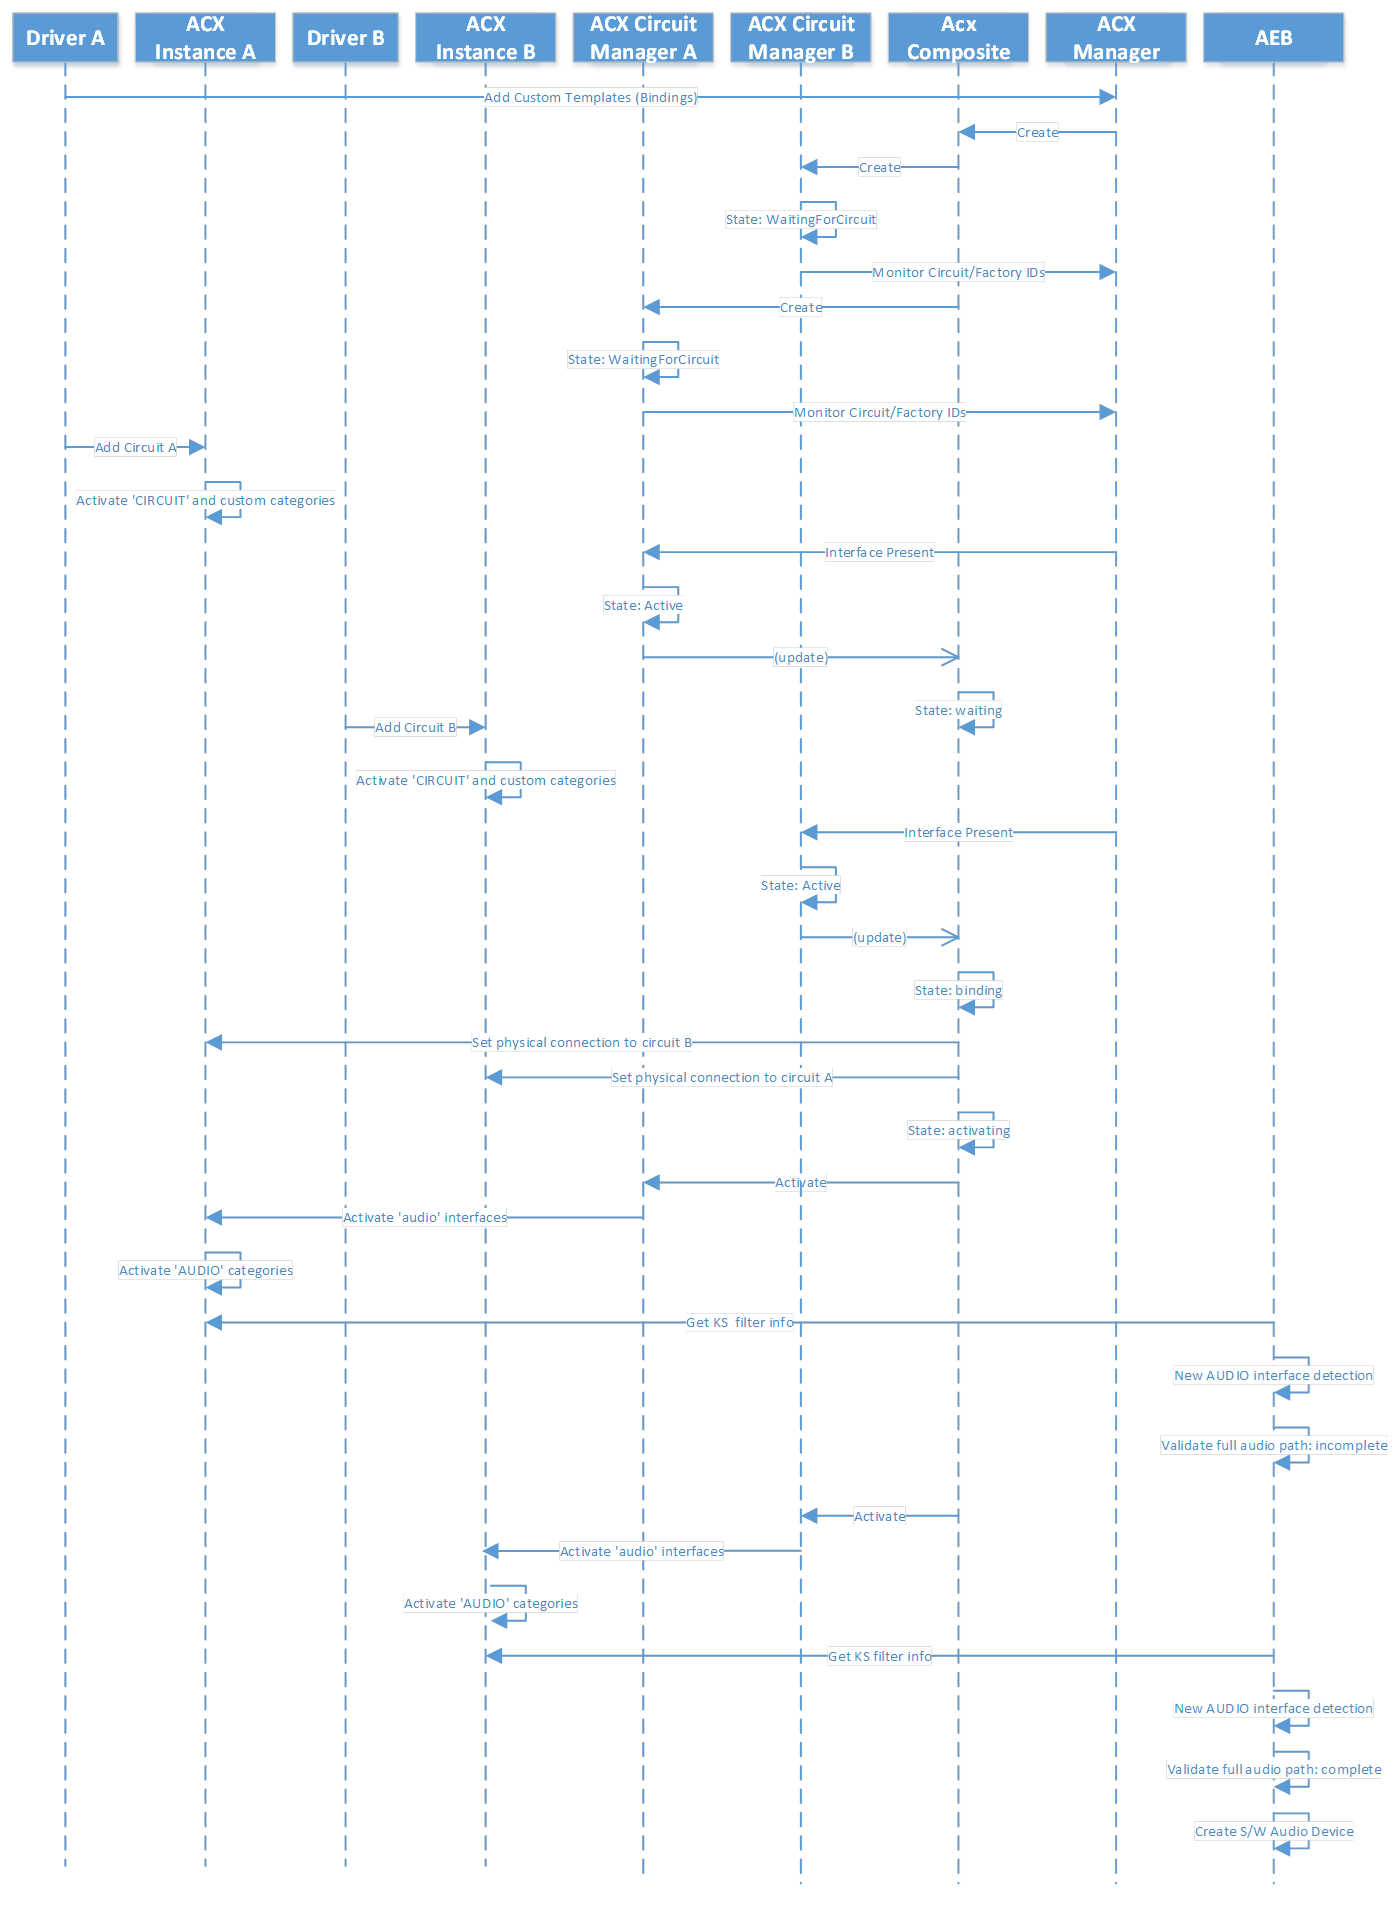 Driver A
ACX
Instance A
Driver B
ACX
Instance B
ACX Circuit
Manager A
ACX Circuit
Manager B
Acx
Composite
ACX
Manager
AEB
Add Custom Templates (Bindings)
Create
Create
State: WaitingForCircuit
Monitor Circuit/Factory IDs
Create
State: WaitingForCircuit
Monitor Circuit/Factory IDs
Add Circuit A
Activate 'CIRCUIT' and custom categories
Interface Present
State: Active
(update)
State: waiting
Add Circuit B
Activate 'CIRCUIT' and custom categories
Interface Present
State: Active
(update)
State: binding
Set physical connection to circuit B
Set physical connection to circuit A
State: activating
Activate
Activate 'audio' interfaces
Activate 'AUDIO' categories
Get KS filter info
New AUDIO interface detection
Validate full audio path: incomplete
Activate
Activate 'audio' interfaces
Activate 'AUDIO' categories
Get KS filter info
New AUDIO interface detection
Validate full audio path: complete
Create S/W Audio Device